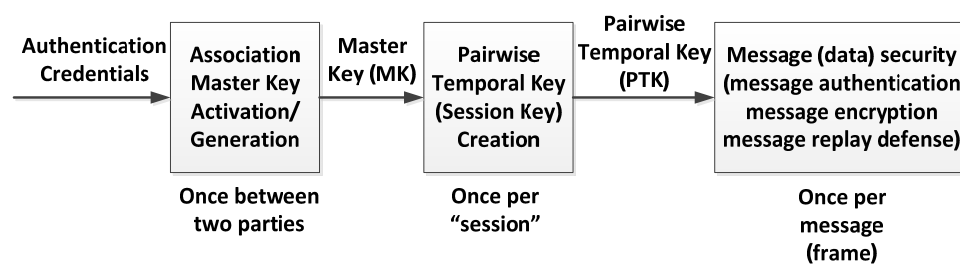 Authentication
Credentials
Association
Master Key
Activation/
Generation
Once between
two parties
Master
Key (MK)
Pairwise
Temporal Key
(Session Key)
Creation
Once per
“session”
Pairwise
Temporal Key
(PTK)
Message (data) security
(message authentication
message encryption
message replay defense)
Once per
message
(frame)